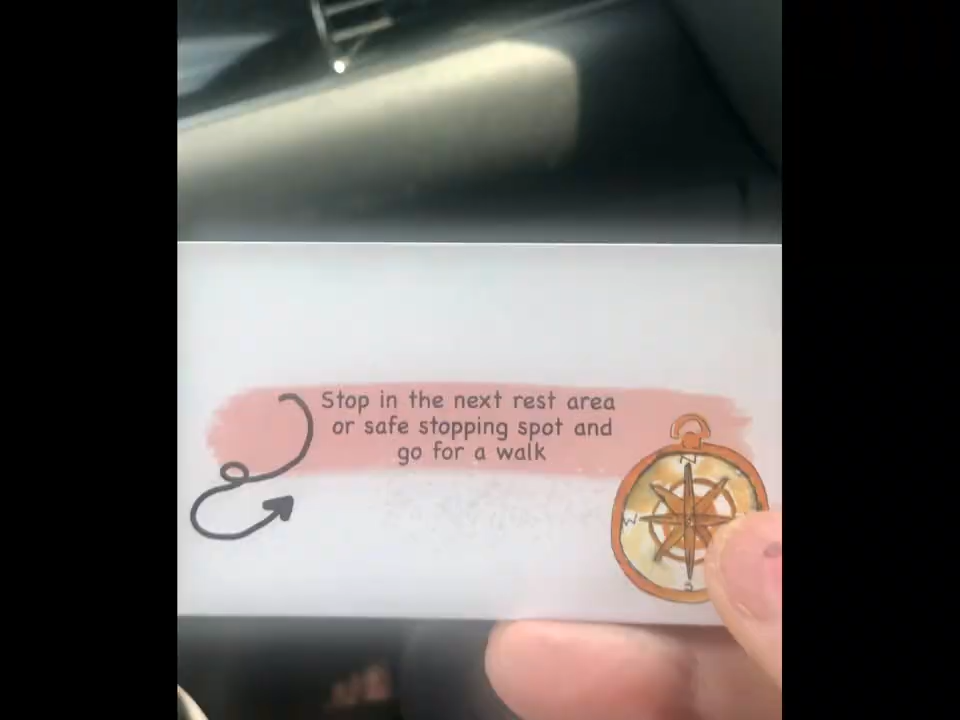 Stop in the next rest area
or safe stopping spot and
go for a walk
N
W